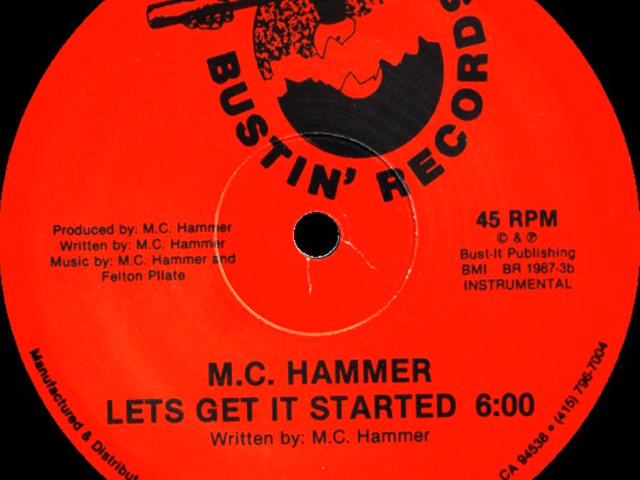 BUSTIN' RECORDS
Produced by: M.C. Hammer
Written by: M.C. Hammer
Music by: M.C. Hammer and
Felton Pilate
45 RPM
© & ℗
Bust-It Publishing
BMI BR 1987-3b
INSTRUMENTAL
M.C. HAMMER
LETS GET IT STARTED 6:00
Written by: M.C. Hammer
Manufactured & Distribut
CA 94538 • (415) 796-7004